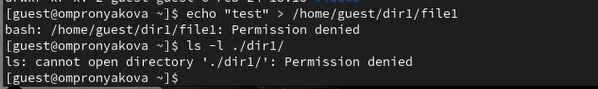 [guest@ompronyakova ~]$ echo "test" > /home/guest/dir1/file1
bash: /home/guest/dir1/file1: Permission denied
[guest@ompronyakova ~]$ ls -l ./dir1/
ls: cannot open directory './dir1/': Permission denied
[guest@ompronyakova ~]$